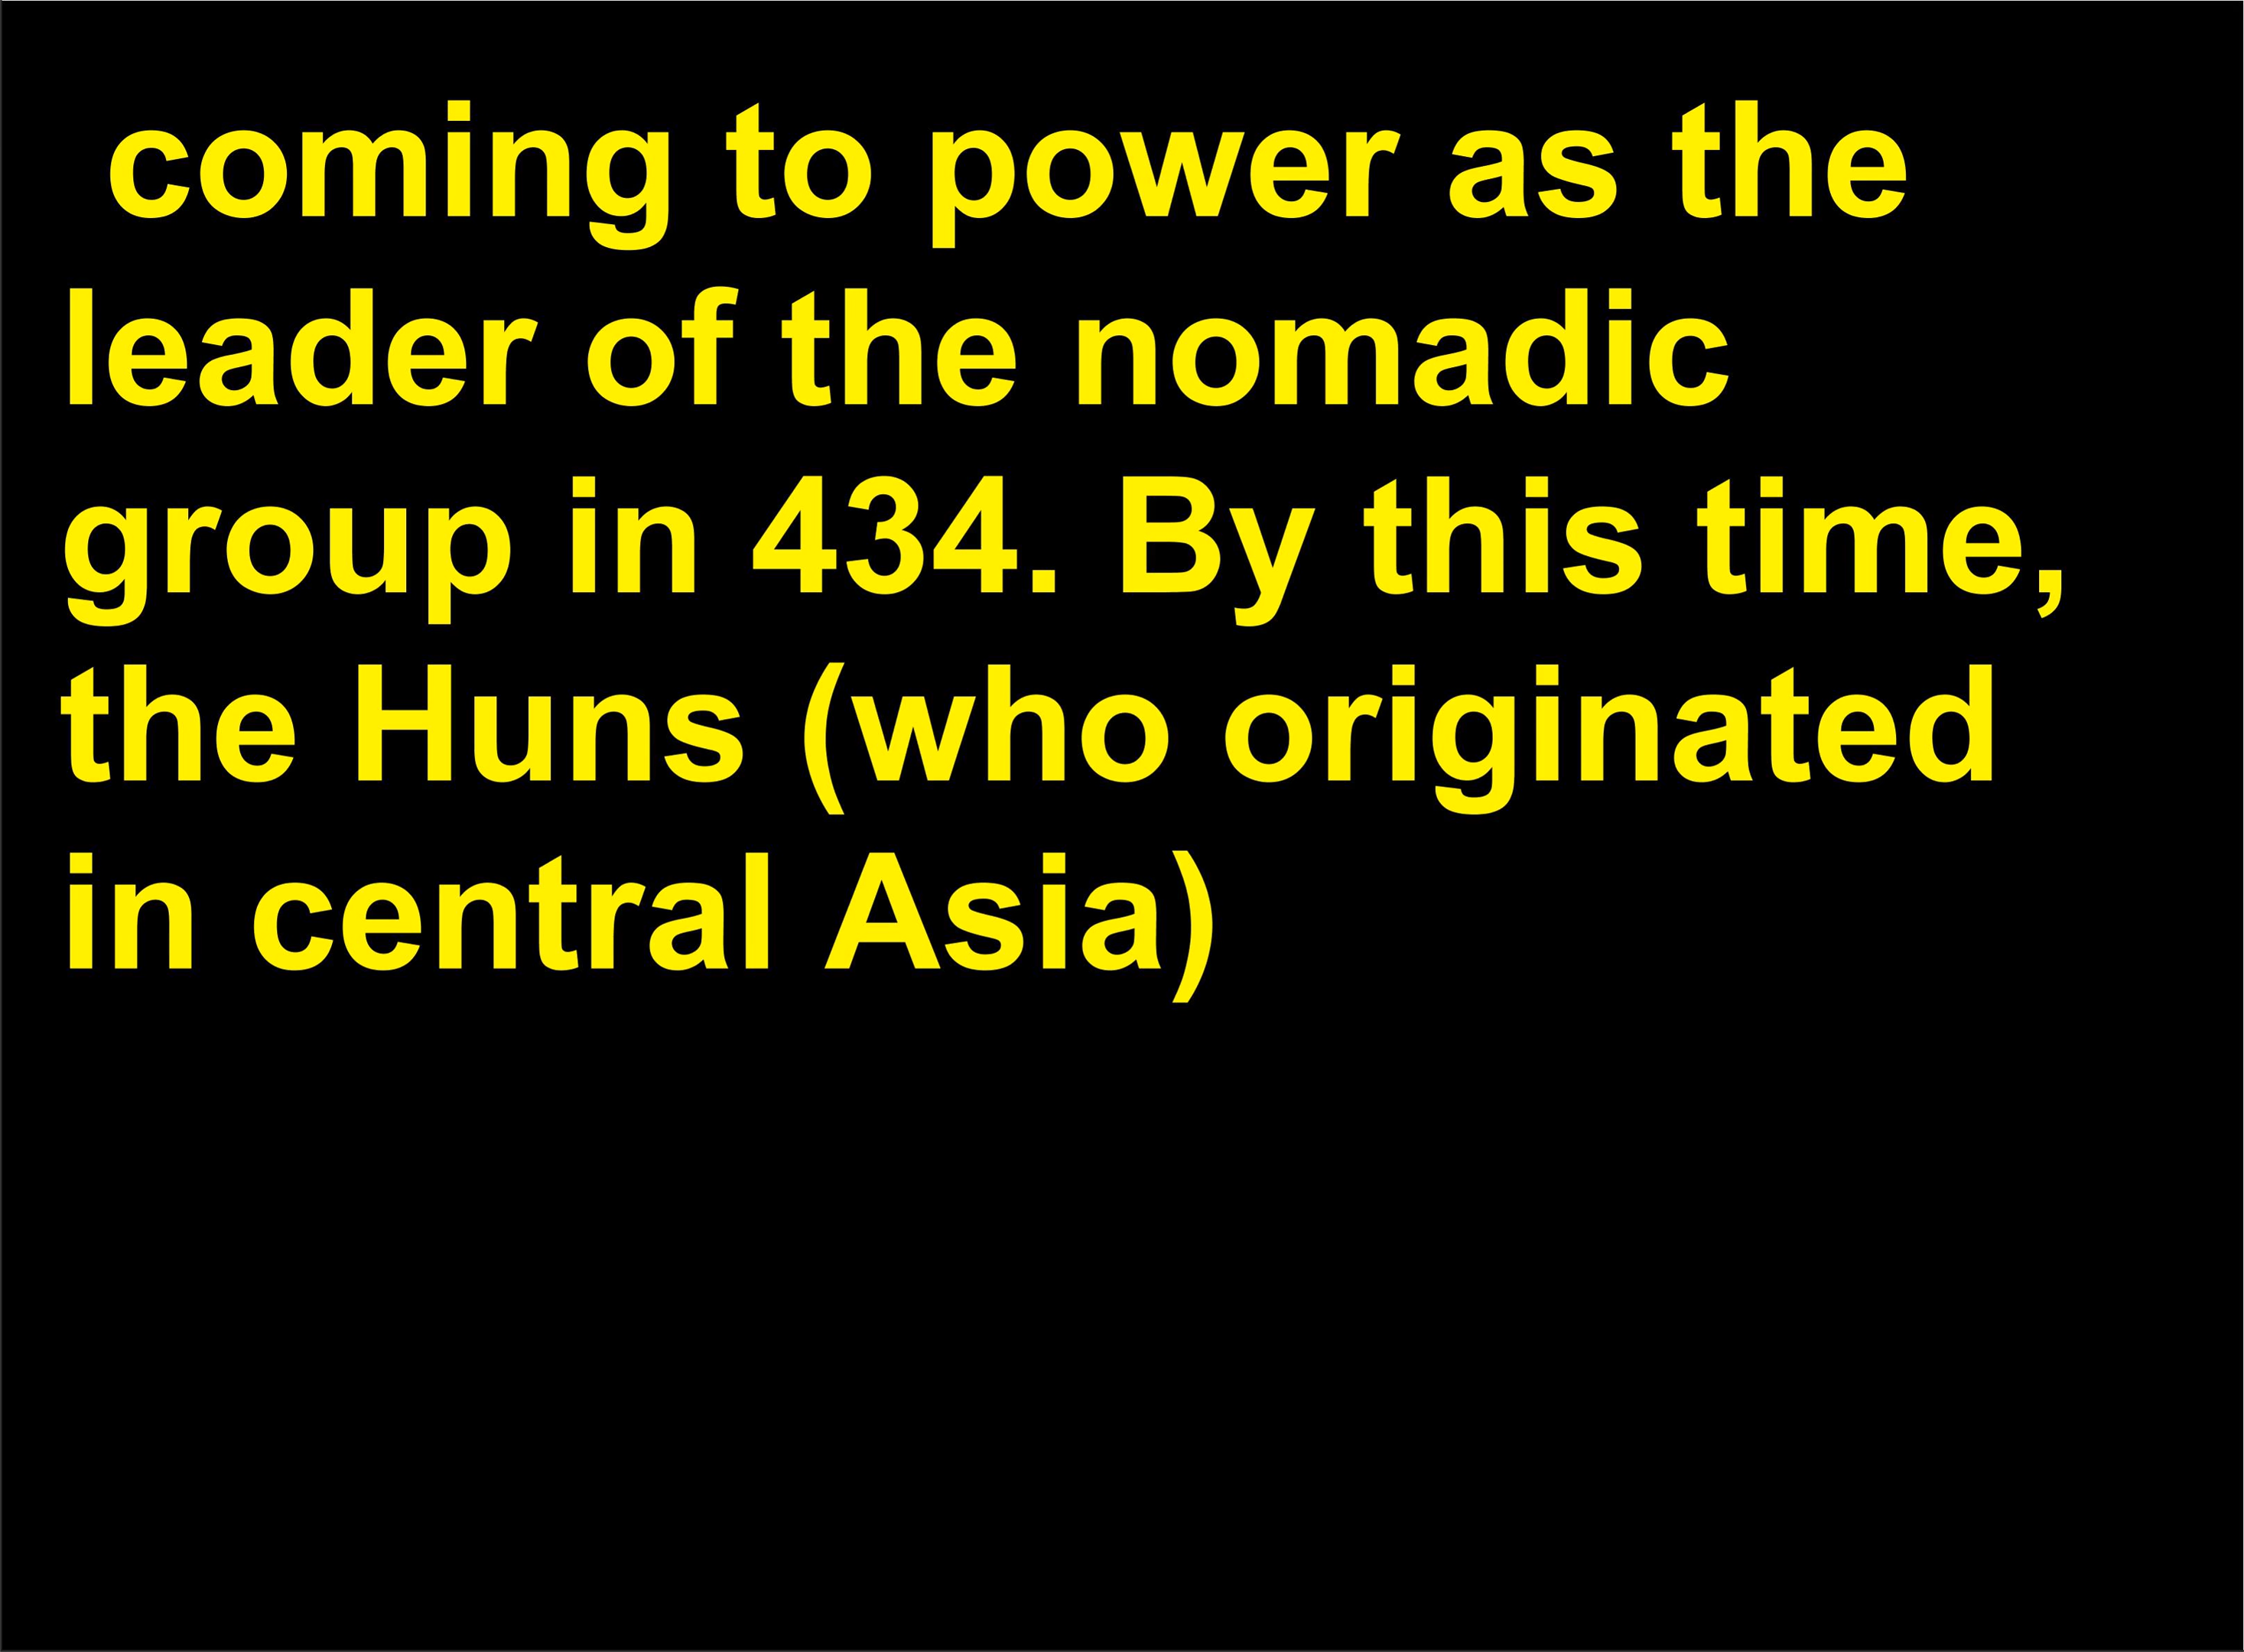 coming to power as the
leader of the nomadic
group in 434. By this time,
the Huns (who originated
in central Asia)